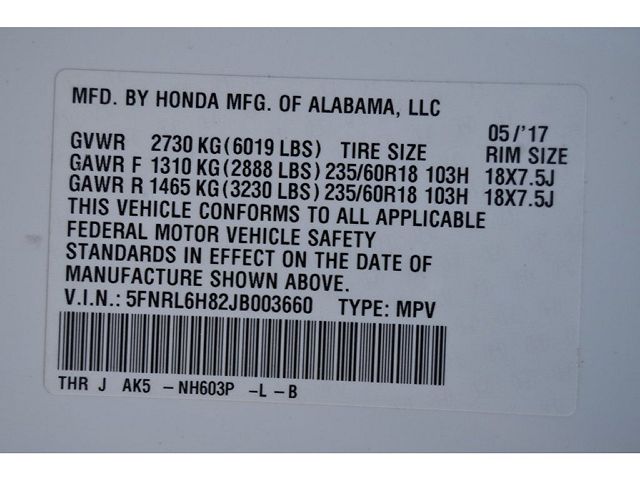 MFD. BY HONDA MFG. OF ALABAMA, LLC
05/'17
GVWR 2730 KG(6019 LBS) TIRE SIZE RIM SIZE
GAWR F 1310 KG(2888 LBS) 235/60R18 103H 18X7.5J
GAWR R 1465 KG(3230 LBS) 235/60R18 103H 18X7.5J
THIS VEHICLE CONFORMS TO ALL APPLICABLE
FEDERAL MOTOR VEHICLE SAFETY
STANDARDS IN EFFECT ON THE DATE OF
MANUFACTURE SHOWN ABOVE.
V.I.N.: 5FNRL6H82JB003660 TYPE: MPV
THR J AK5 -NH603P -L-B